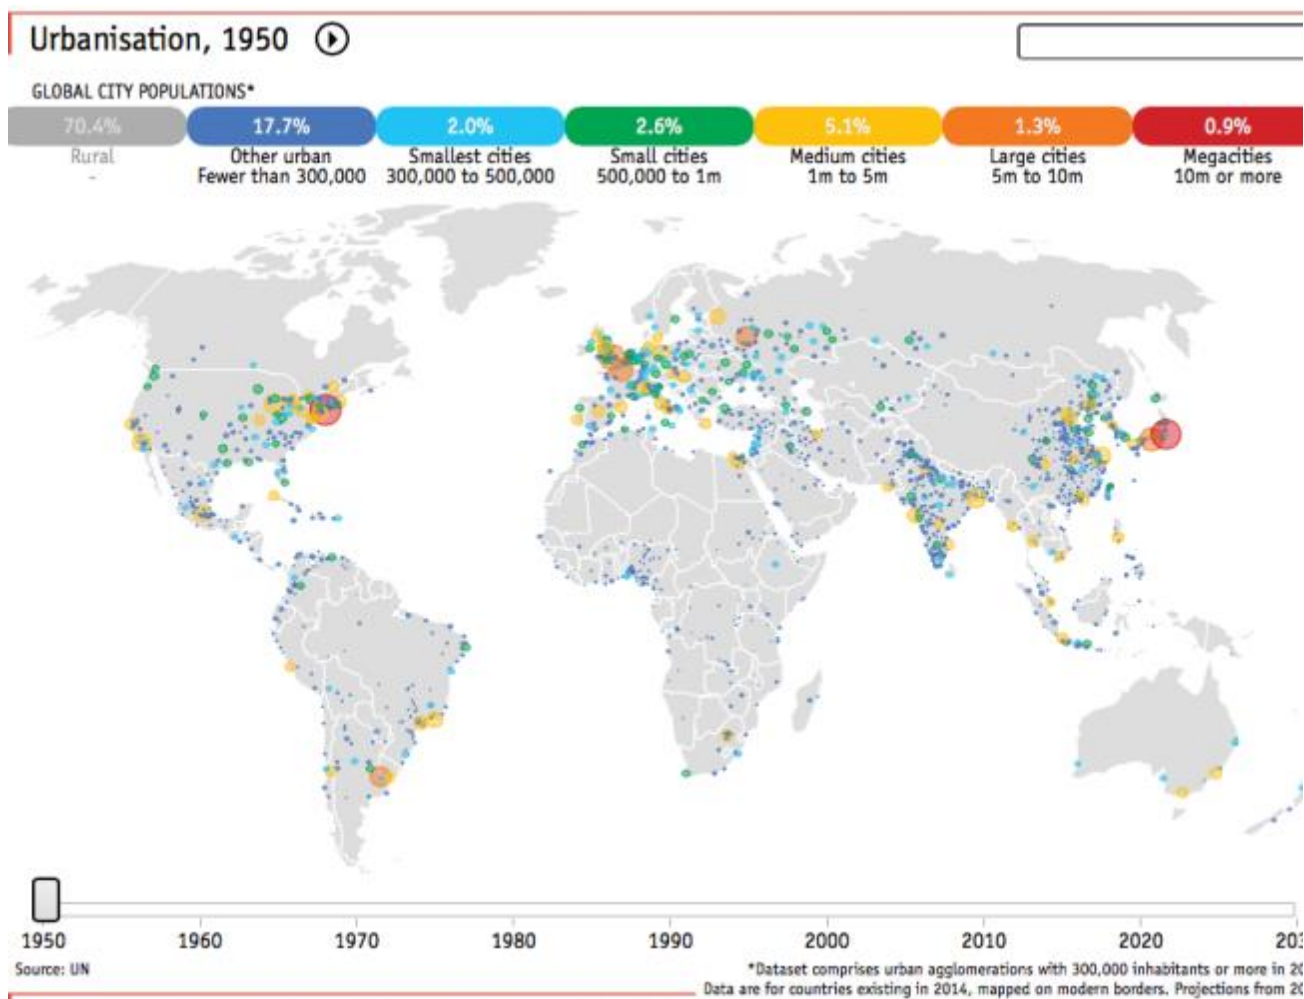 Urbanisation, 1950
GLOBAL CITY POPULATIONS*
70.4% 17.7% 2.0% 2.6% 5.1% 1.3% 0.9%
Rural Other urban Smallest cities Small cities Medium cities Large cities Megacities
- Fewer than 300,000 300,000 to 500,000 500,000 to 1m 1m to 5m 5m to 10m 10m or more
1950 1960 1970 1980 1990 2000 2010 2020 203
Source: UN
*Dataset comprises urban agglomerations with 300,000 inhabitants or more in 20
Data are for countries existing in 2014, mapped on modern borders. Projections from 20